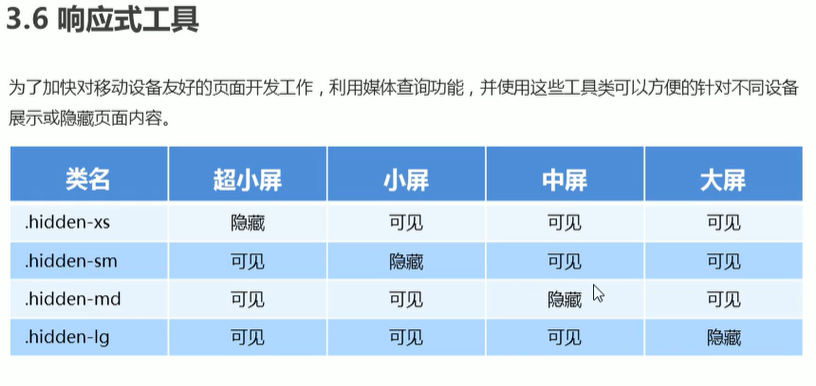 3.6 响应式工具
为了加快对移动设备友好的页面开发工作，利用媒体查询功能，并使用这些工具类可以方便的针对不同设备
展示或隐藏页面内容。
类名 超小屏 小屏 中屏 大屏
.hidden-xs 隐藏 可见 可见 可见
.hidden-sm 可见 隐藏 可见 可见
.hidden-md 可见 可见 隐藏 可见
.hidden-lg 可见 可见 可见 隐藏